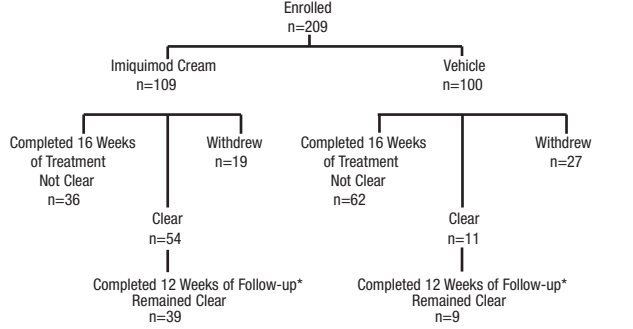 Enrolled
n=209
Imiquimod Cream
n=109
Vehicle
n=100
Completed 16 Weeks
of Treatment
Not Clear
n=36
Withdrew
n=19
Completed 16 Weeks
of Treatment
Not Clear
n=62
Withdrew
n=27
Clear
n=54
Clear
n=11
Completed 12 Weeks of Follow-up*
Remained Clear
n=39
Completed 12 Weeks of Follow-up*
Remained Clear
n=9